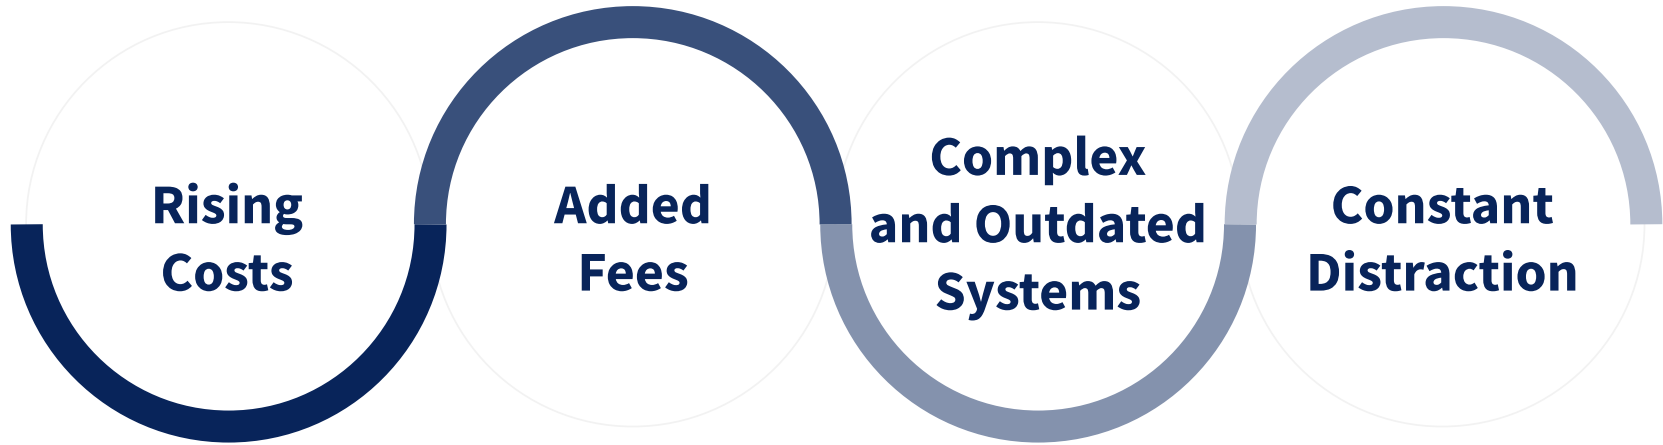 Rising
Costs
Added
Fees
Complex
and Outdated
Systems
Constant
Distraction